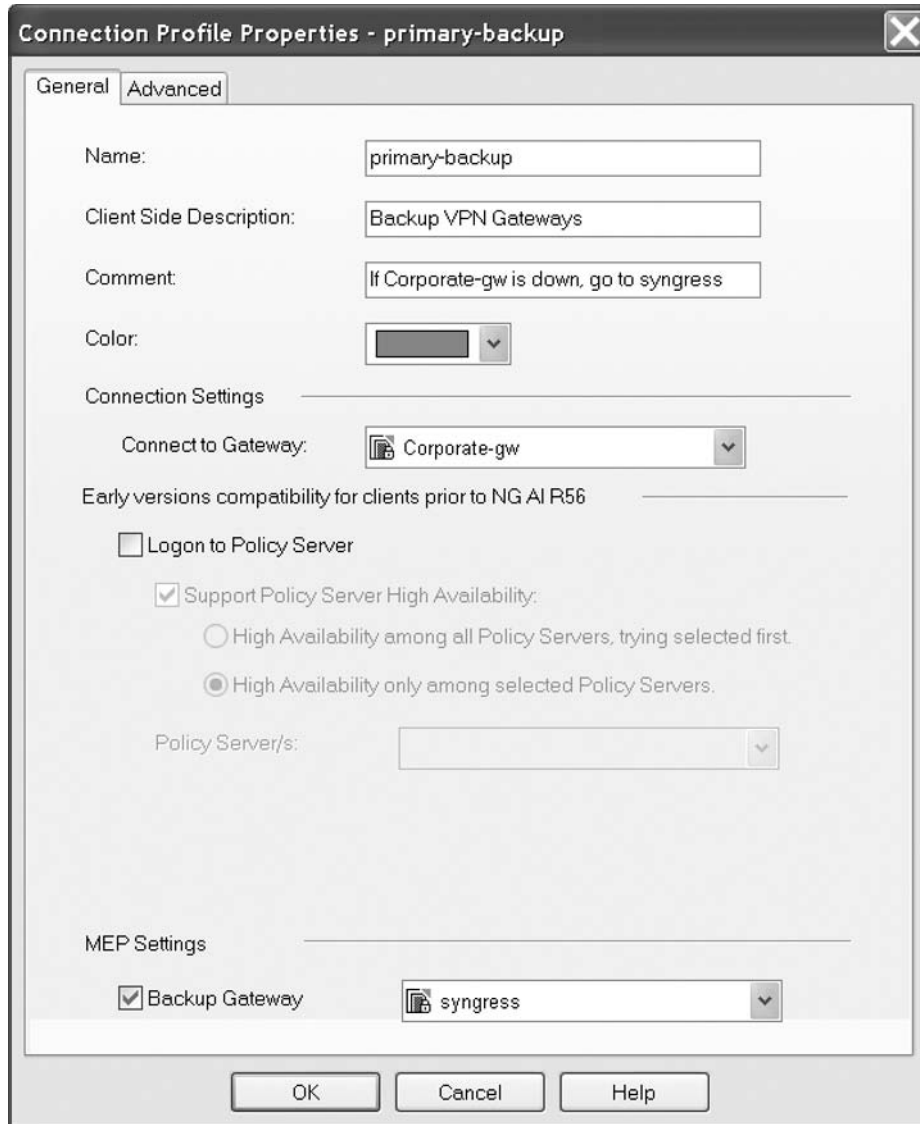 Connection Profile Properties - primary-backup
General Advanced
Name: primary-backup
Client Side Description: Backup VPN Gateways
Comment: If Corporate-gw is down, go to syngress
Color:
Connection Settings
Connect to Gateway: Corporate-gw
Early versions compatibility for clients prior to NG AI R56
Logon to Policy Server
Support Policy Server High Availability:
High Availability among all Policy Servers, trying selected first.
High Availability only among selected Policy Servers.
Policy Server/s:
MEP Settings
Backup Gateway syngress
OK Cancel Help